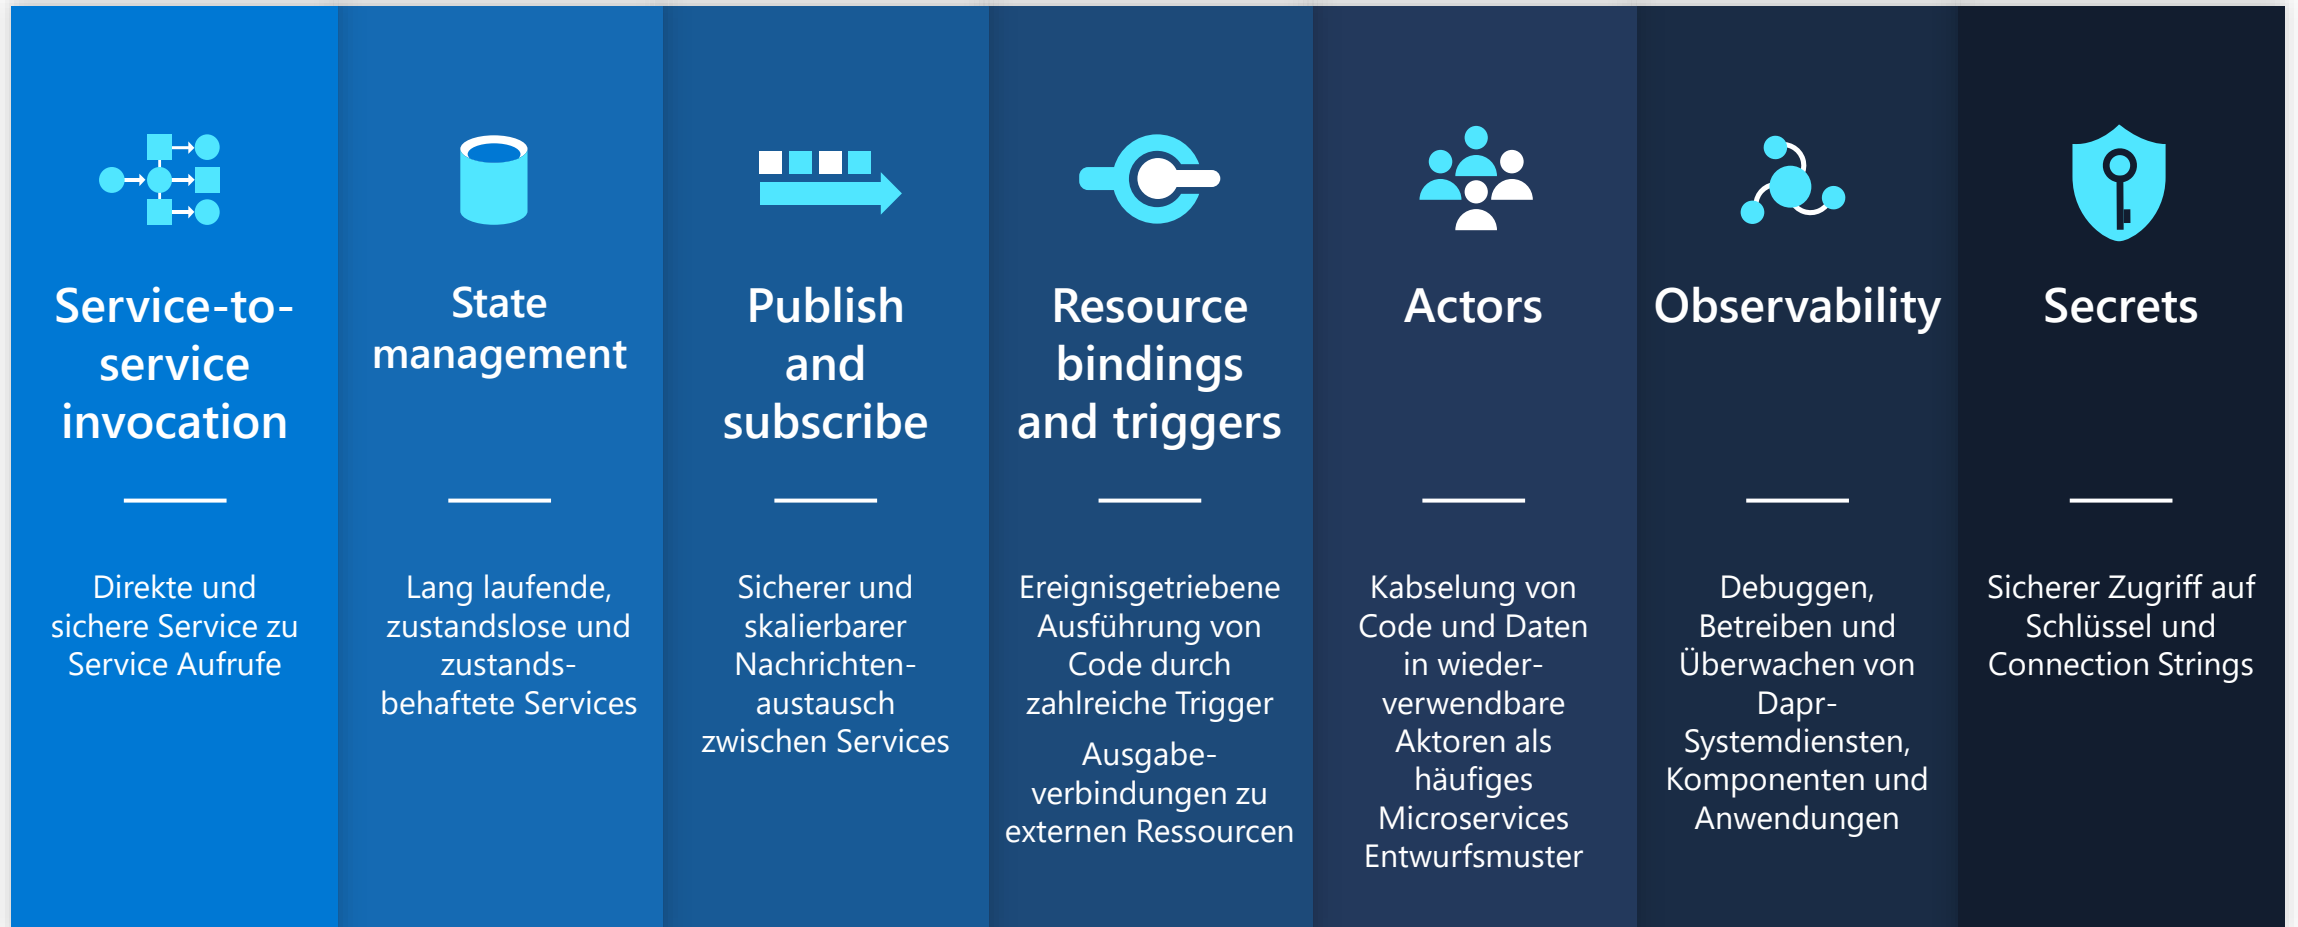 Service-to-
service
invocation
Direkte und
sichere Service zu
Service Aufrufe
State
management
Lang laufende,
zustandslose und
zustands-
behaftete Services
Publish
and
subscribe
Sicherer und
skalierbarer
Nachrichten-
austausch
zwischen Services
Resource
bindings
and triggers
Ereignisgetriebene
Ausführung von
Code durch
zahlreiche Trigger
Ausgabe-
verbindungen zu
externen Ressourcen
Actors
Kabselung von
Code und Daten
in wieder-
verwendbare
Aktoren als
häufiges
Microservices
Entwurfsmuster
Observability
Debuggen,
Betreiben und
Überwachen von
Dapr-
Systemdiensten,
Komponenten und
Anwendungen
Secrets
Sicherer Zugriff auf
Schlüssel und
Connection Strings